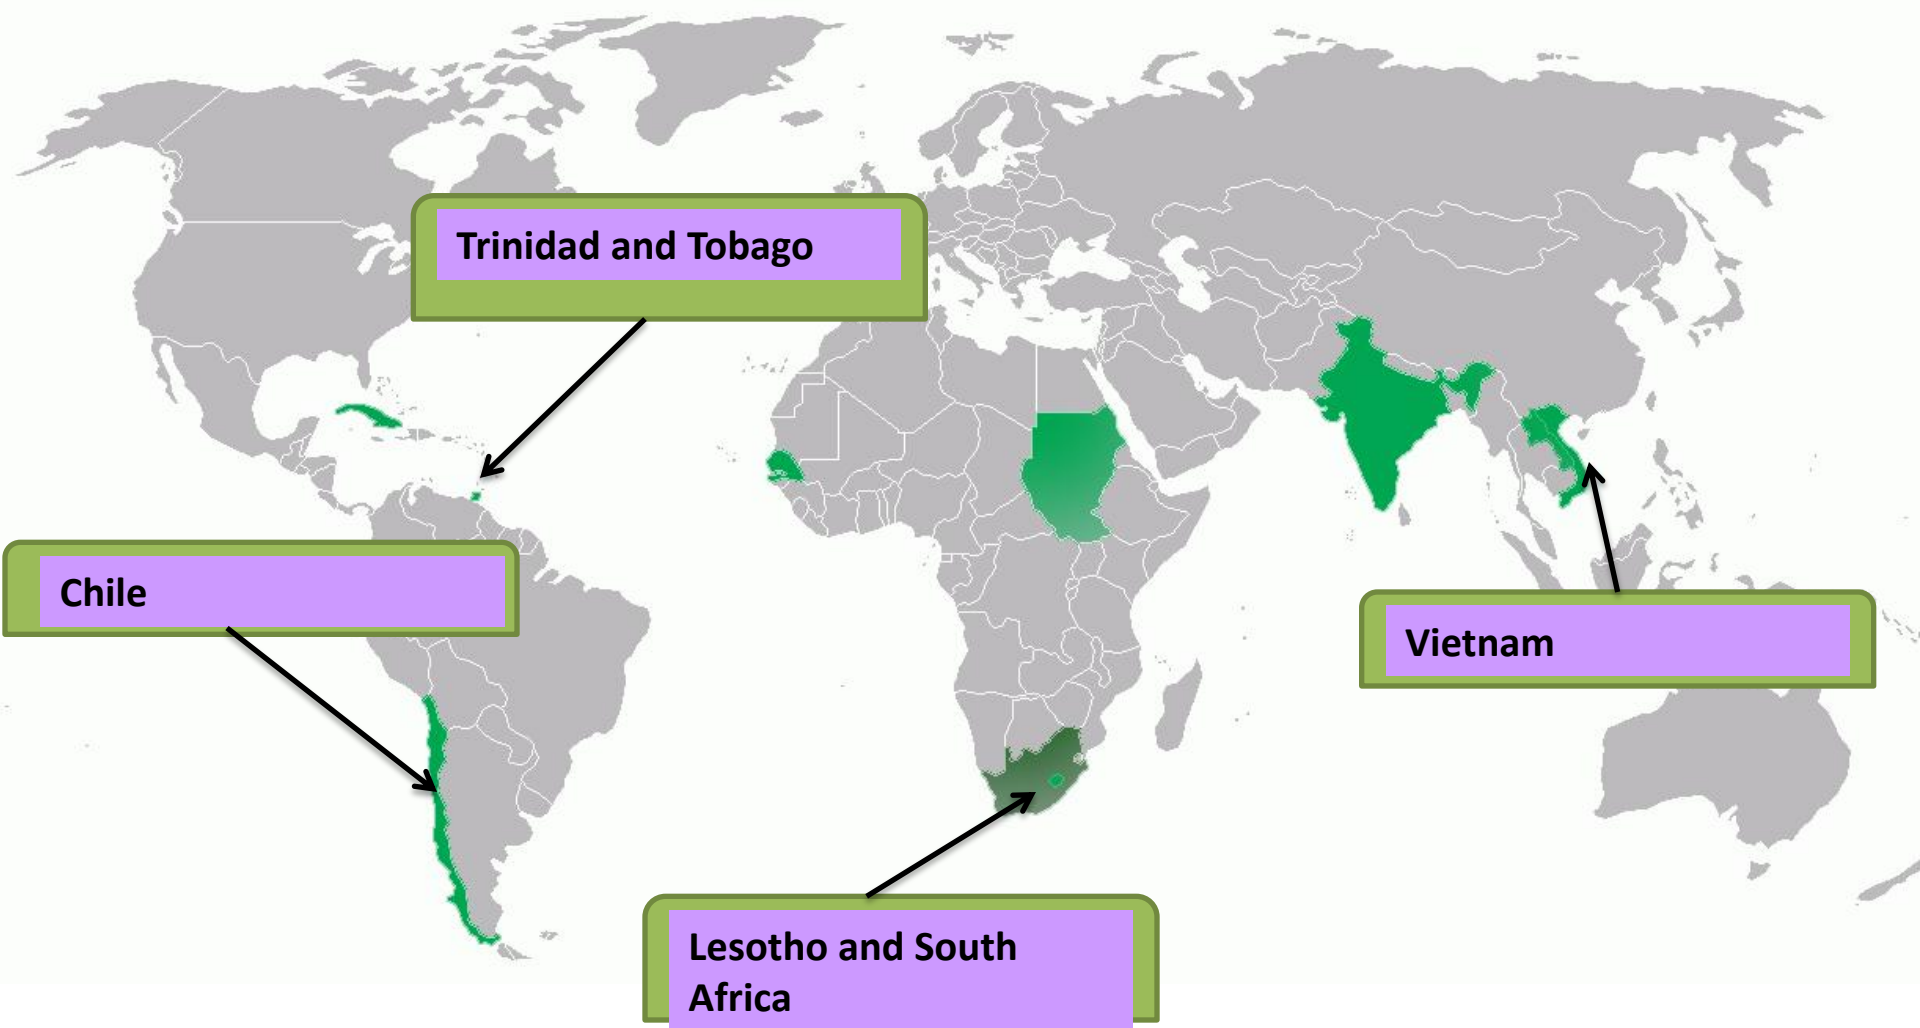 Trinidad and Tobago
Chile
Vietnam
Lesotho and South
Africa